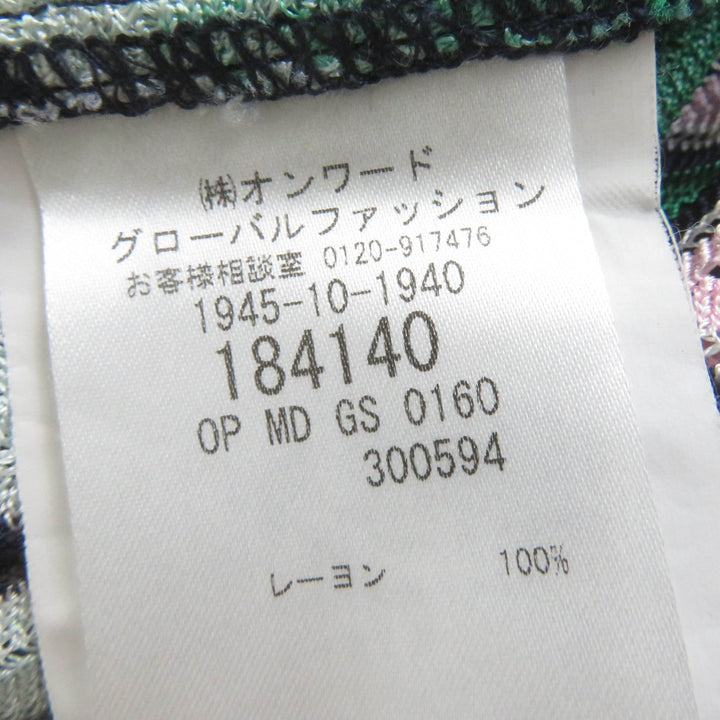 ㈱オンワード
グローバルファッション
お客様相談室 0120-917476
1945-10-1940
184140
OP MD GS 0160
300594
レーヨン 100%